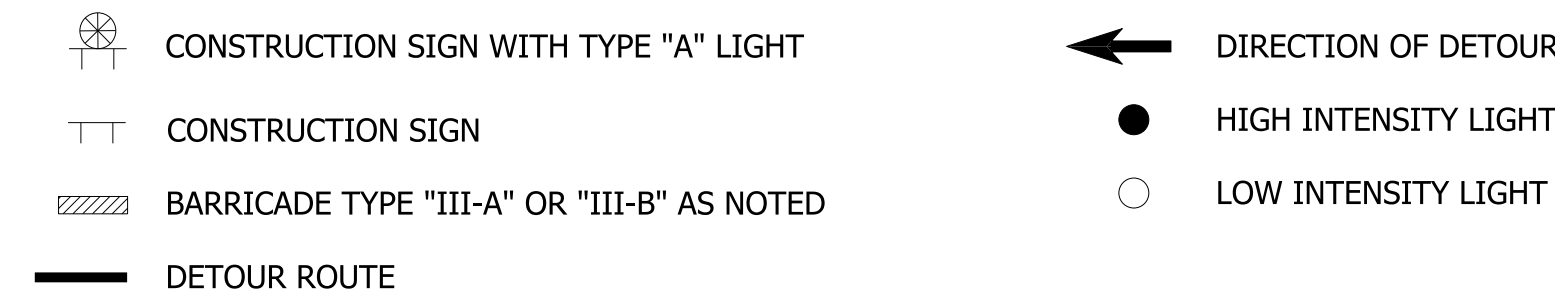 CONSTRUCTION SIGN WITH TYPE "A" LIGHT
CONSTRUCTION SIGN
BARRICADE TYPE "III-A" OR "III-B" AS NOTED
DETOUR ROUTE
DIRECTION OF DETOUR
HIGH INTENSITY LIGHT
LOW INTENSITY LIGHT